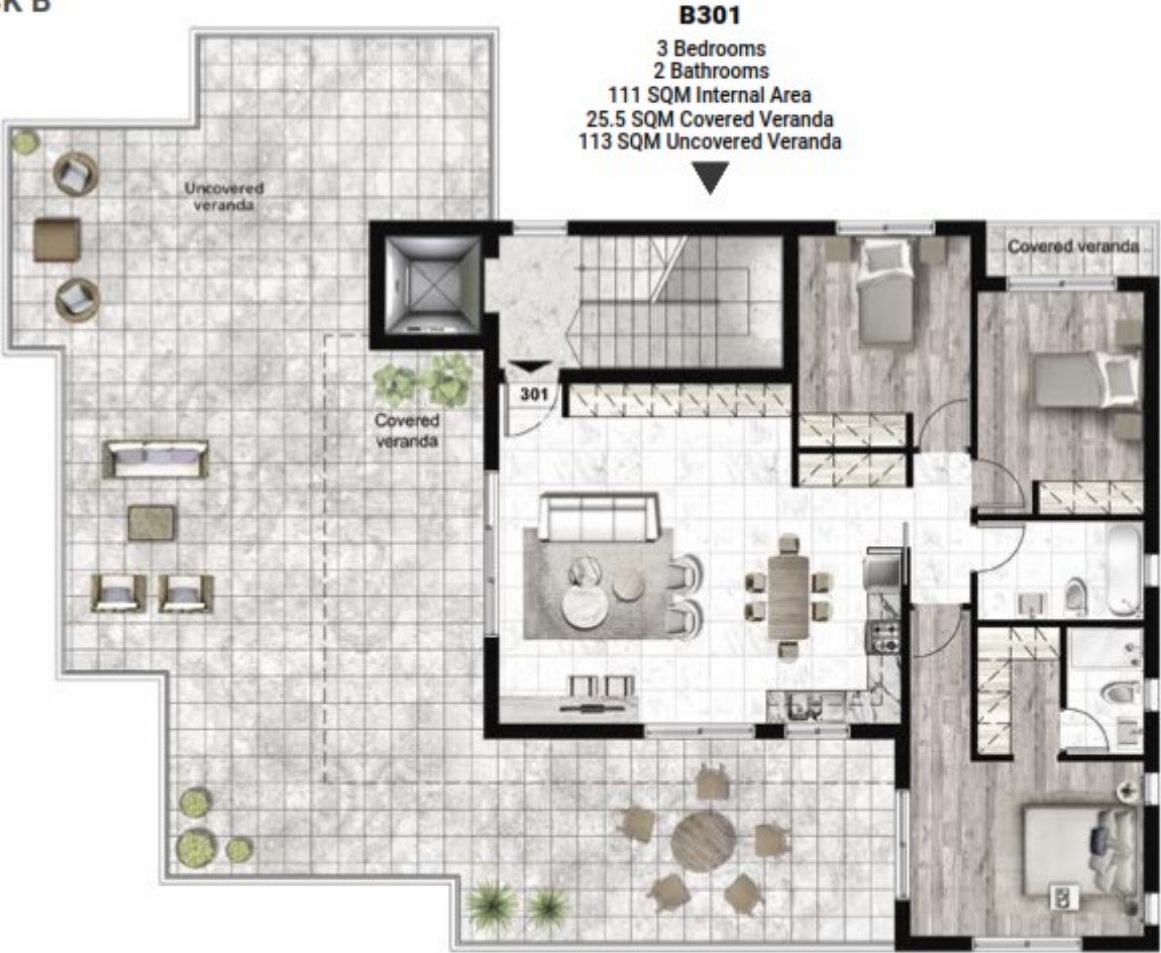 K B
B301
3 Bedrooms
2 Bathrooms
111 SQM Internal Area
25.5 SQM Covered Veranda
113 SQM Uncovered Veranda
Uncovered
veranda
Covered veranda
301
Covered
veranda